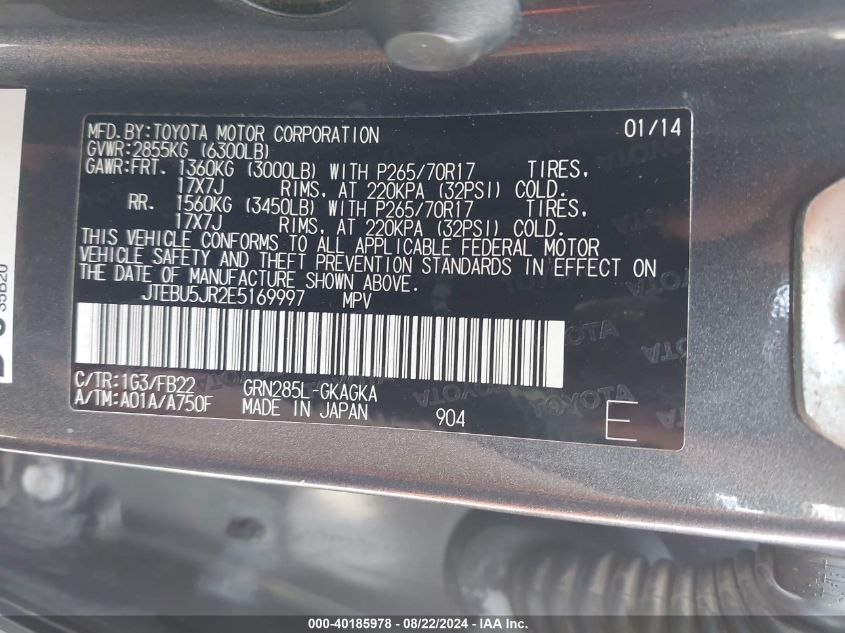 MFD.BY:TOYOTA MOTOR CORPORATION 01/14
GVWR:2855KG (6300LB)
GAWR:FRT. 1360KG (3000LB) WITH P265/70R17 TIRES,
17X7J RIMS, AT 220KPA (32PSI) COLD.
RR. 1560KG (3450LB) WITH P265/70R17 TIRES,
17X7J RIMS, AT 220KPA (32PSI) COLD.
THIS VEHICLE CONFORMS TO ALL APPLICABLE FEDERAL MOTOR
VEHICLE SAFETY AND THEFT PREVENTION STANDARDS IN EFFECT ON
THE DATE OF MANUFACTURE SHOWN ABOVE.
JTEBU5JR2E5169997 MPV
C/TR:1G3/FB22 GRN285L-GKAGKA
A/TM:A01A/A750F MADE IN JAPAN 904 E
35B20
000-40185978 - 08/22/2024 - IAAI.COM